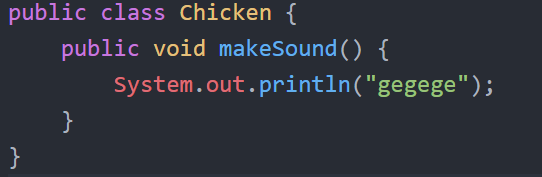 public class Chicken {
    public void makeSound() {
        System.out.println("gegege");
    }
}